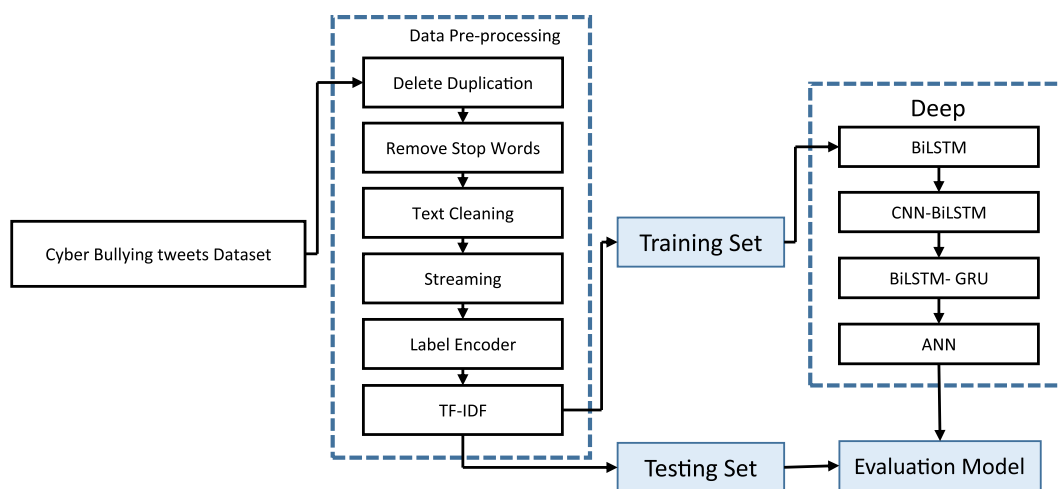 Data Pre-processing
Delete Duplication
Remove Stop Words
Text Cleaning
Streaming
Label Encoder
TF-IDF
Cyber Bullying tweets Dataset
Training Set
Testing Set
Deep
BiLSTM
CNN-BiLSTM
BiLSTM- GRU
ANN
Evaluation Model